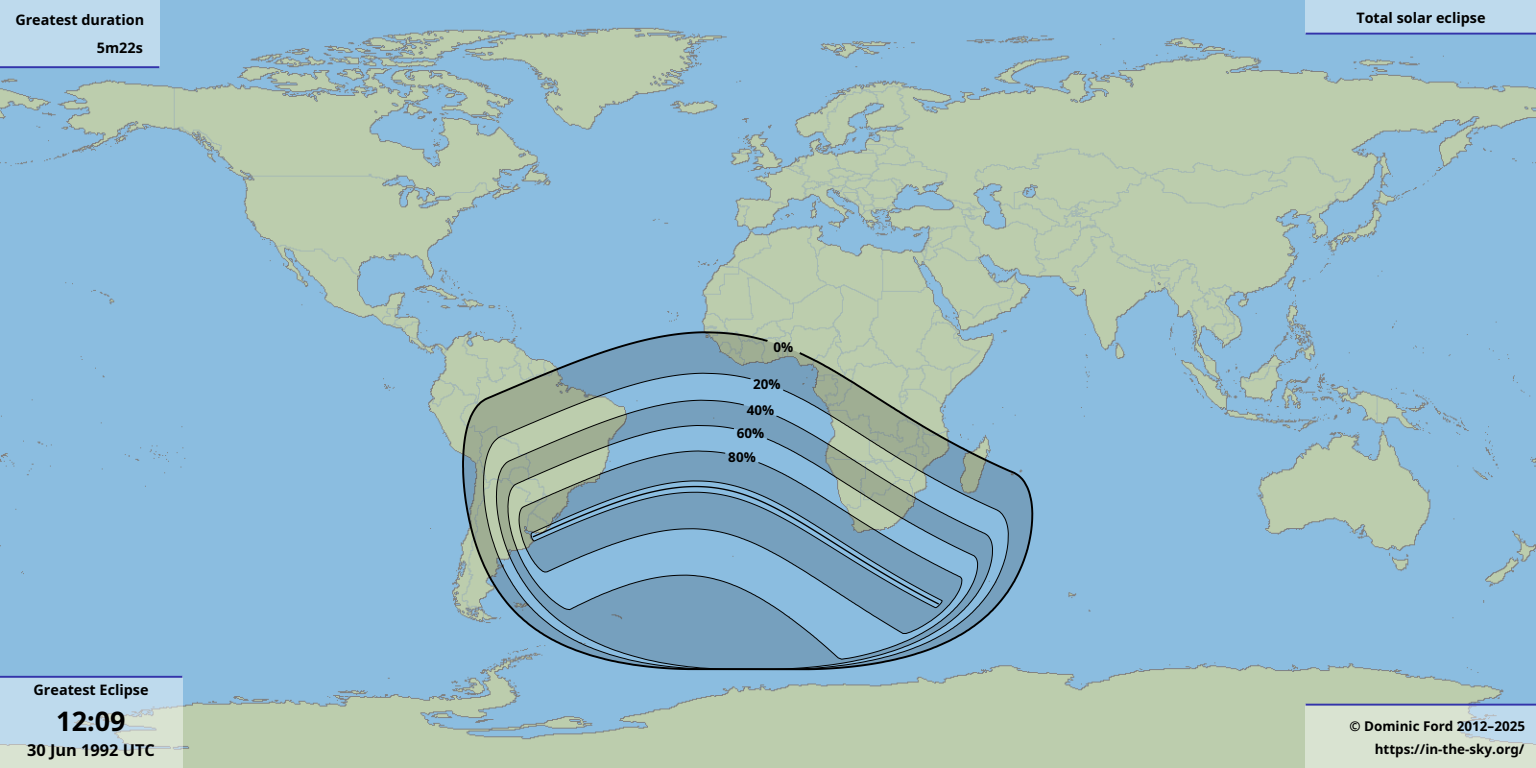 Greatest duration
5m22s
Total solar eclipse
0%
20%
40%
60%
80%
Greatest Eclipse
12:09
30 Jun 1992 UTC
© Dominic Ford 2012–2025
https://in-the-sky.org/